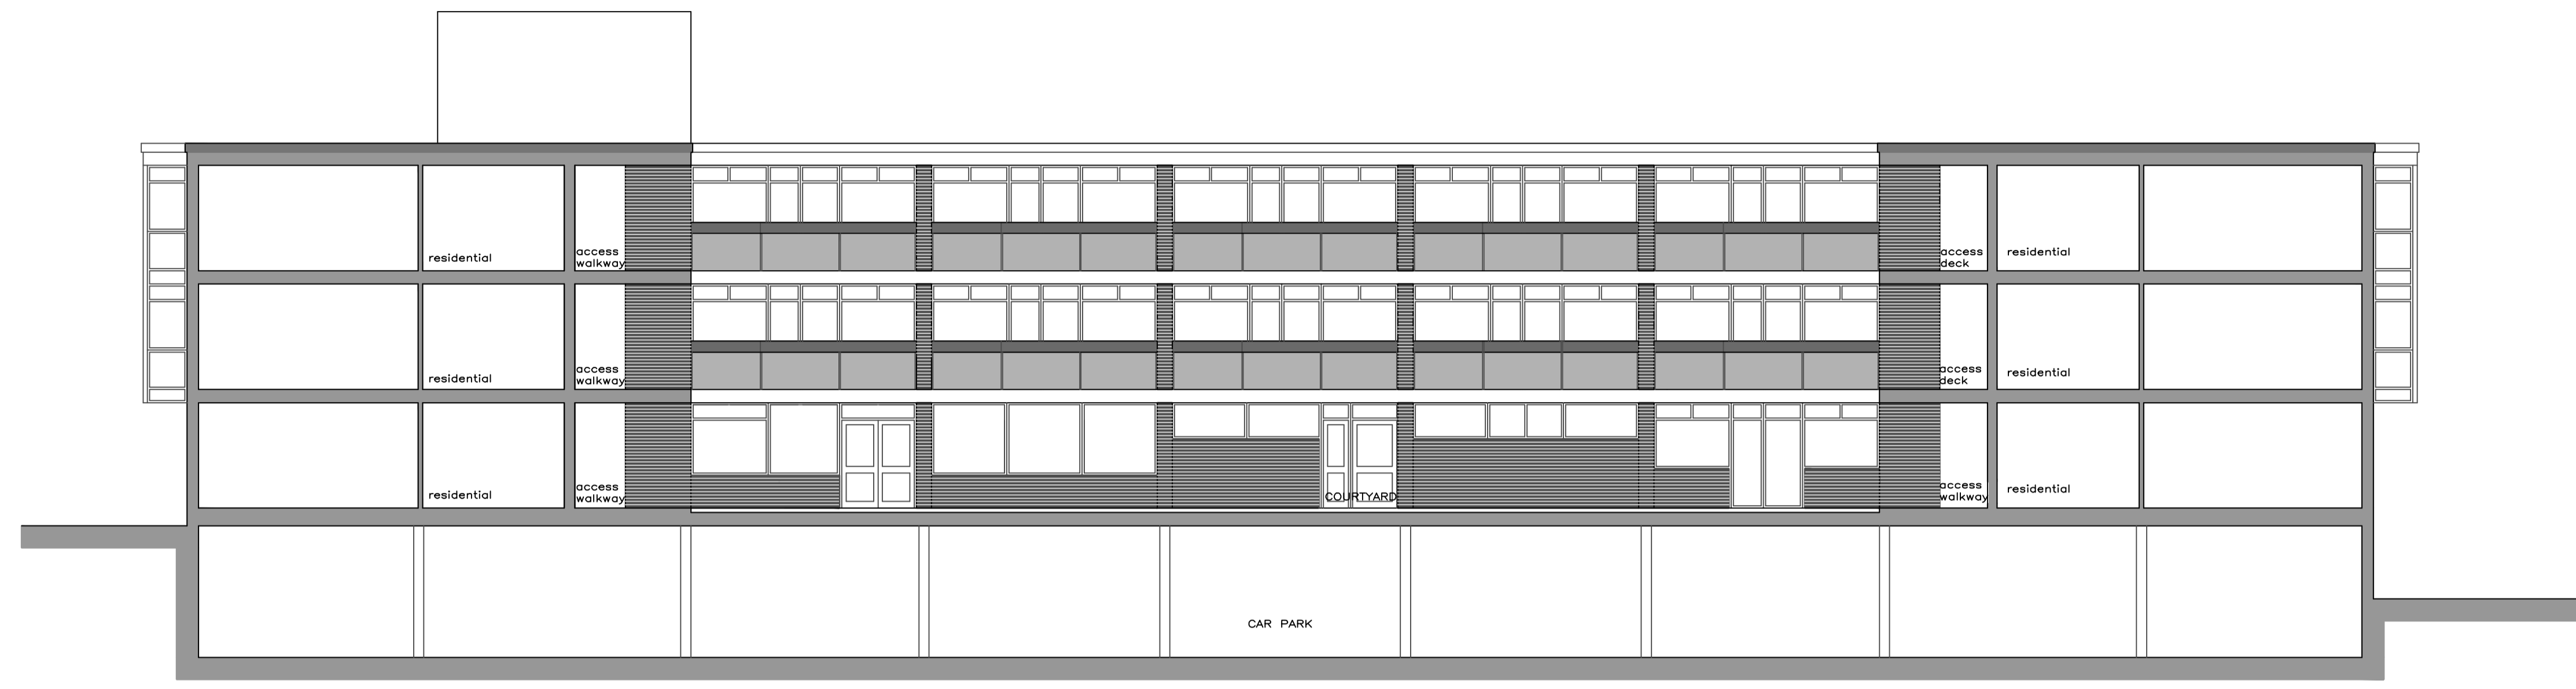 residential
access
walkway
access
deck
residential
residential
access
walkway
access
deck
residential
residential
access
walkway
COURTYARD
access
walkway
residential
CAR PARK